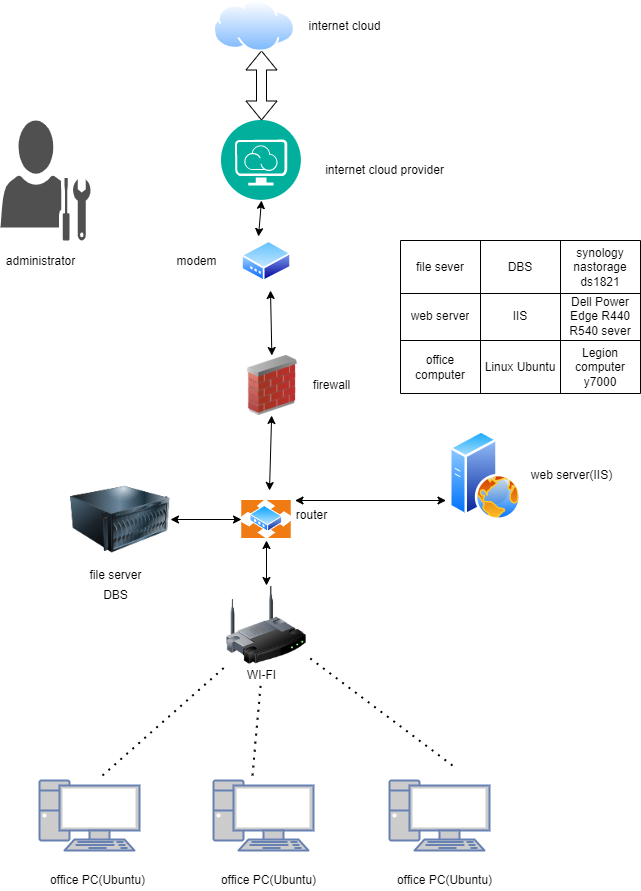 internet cloud
internet cloud provider
administrator
modem
file sever
DBS
synology
nastorage
ds1821
web server
IIS
Dell Power
Edge R440
R540 sever
office
computer
Linux Ubuntu
Legion
computer
y7000
firewall
web server(IIS)
router
file server
DBS
WI-FI
office PC(Ubuntu)
office PC(Ubuntu)
office PC(Ubuntu)